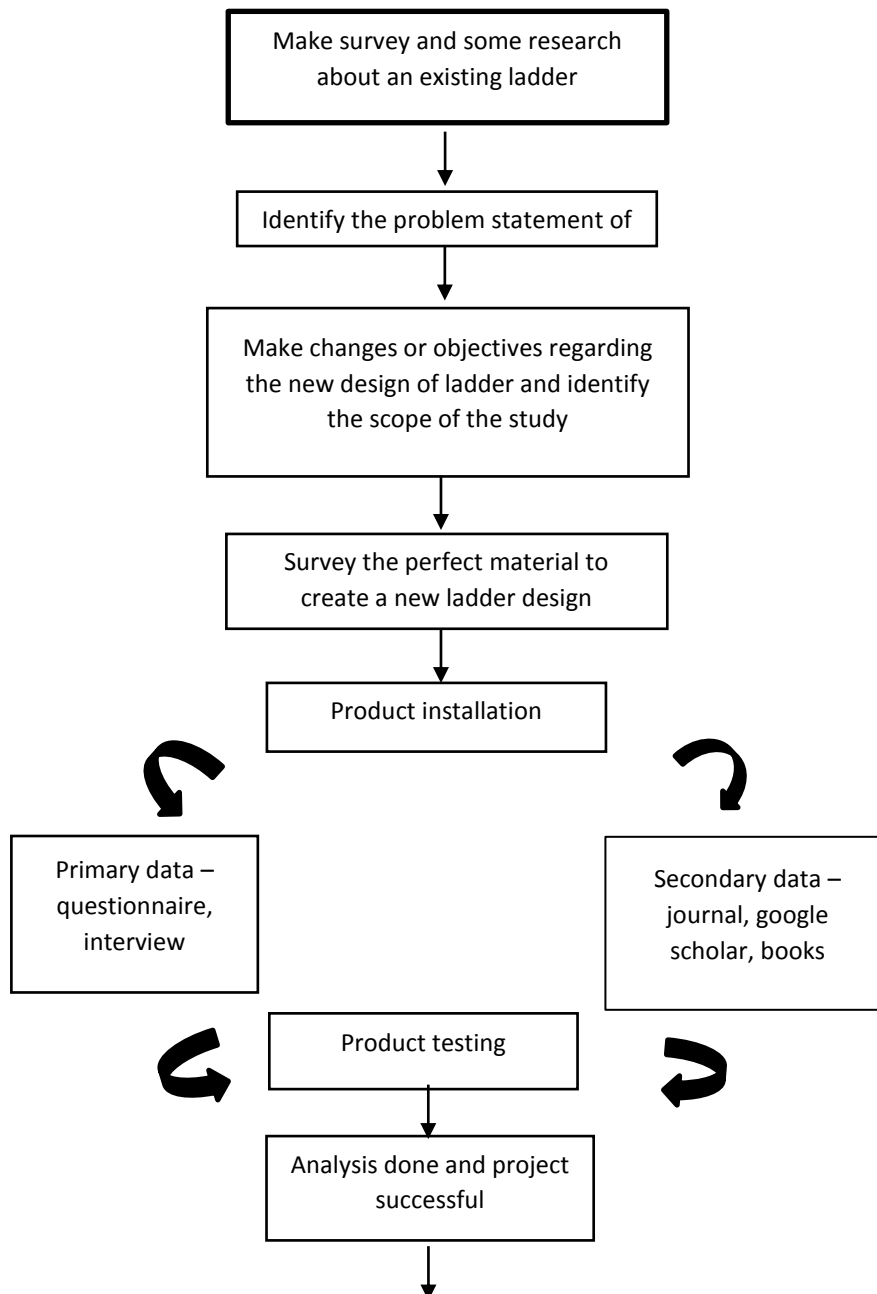 Make survey and some research
about an existing ladder
Identify the problem statement of
Make changes or objectives regarding
the new design of ladder and identify
the scope of the study
Survey the perfect material to
create a new ladder design
Product installation
Primary data –
questionnaire,
interview
Secondary data –
journal, google
scholar, books
Product testing
Analysis done and project
successful